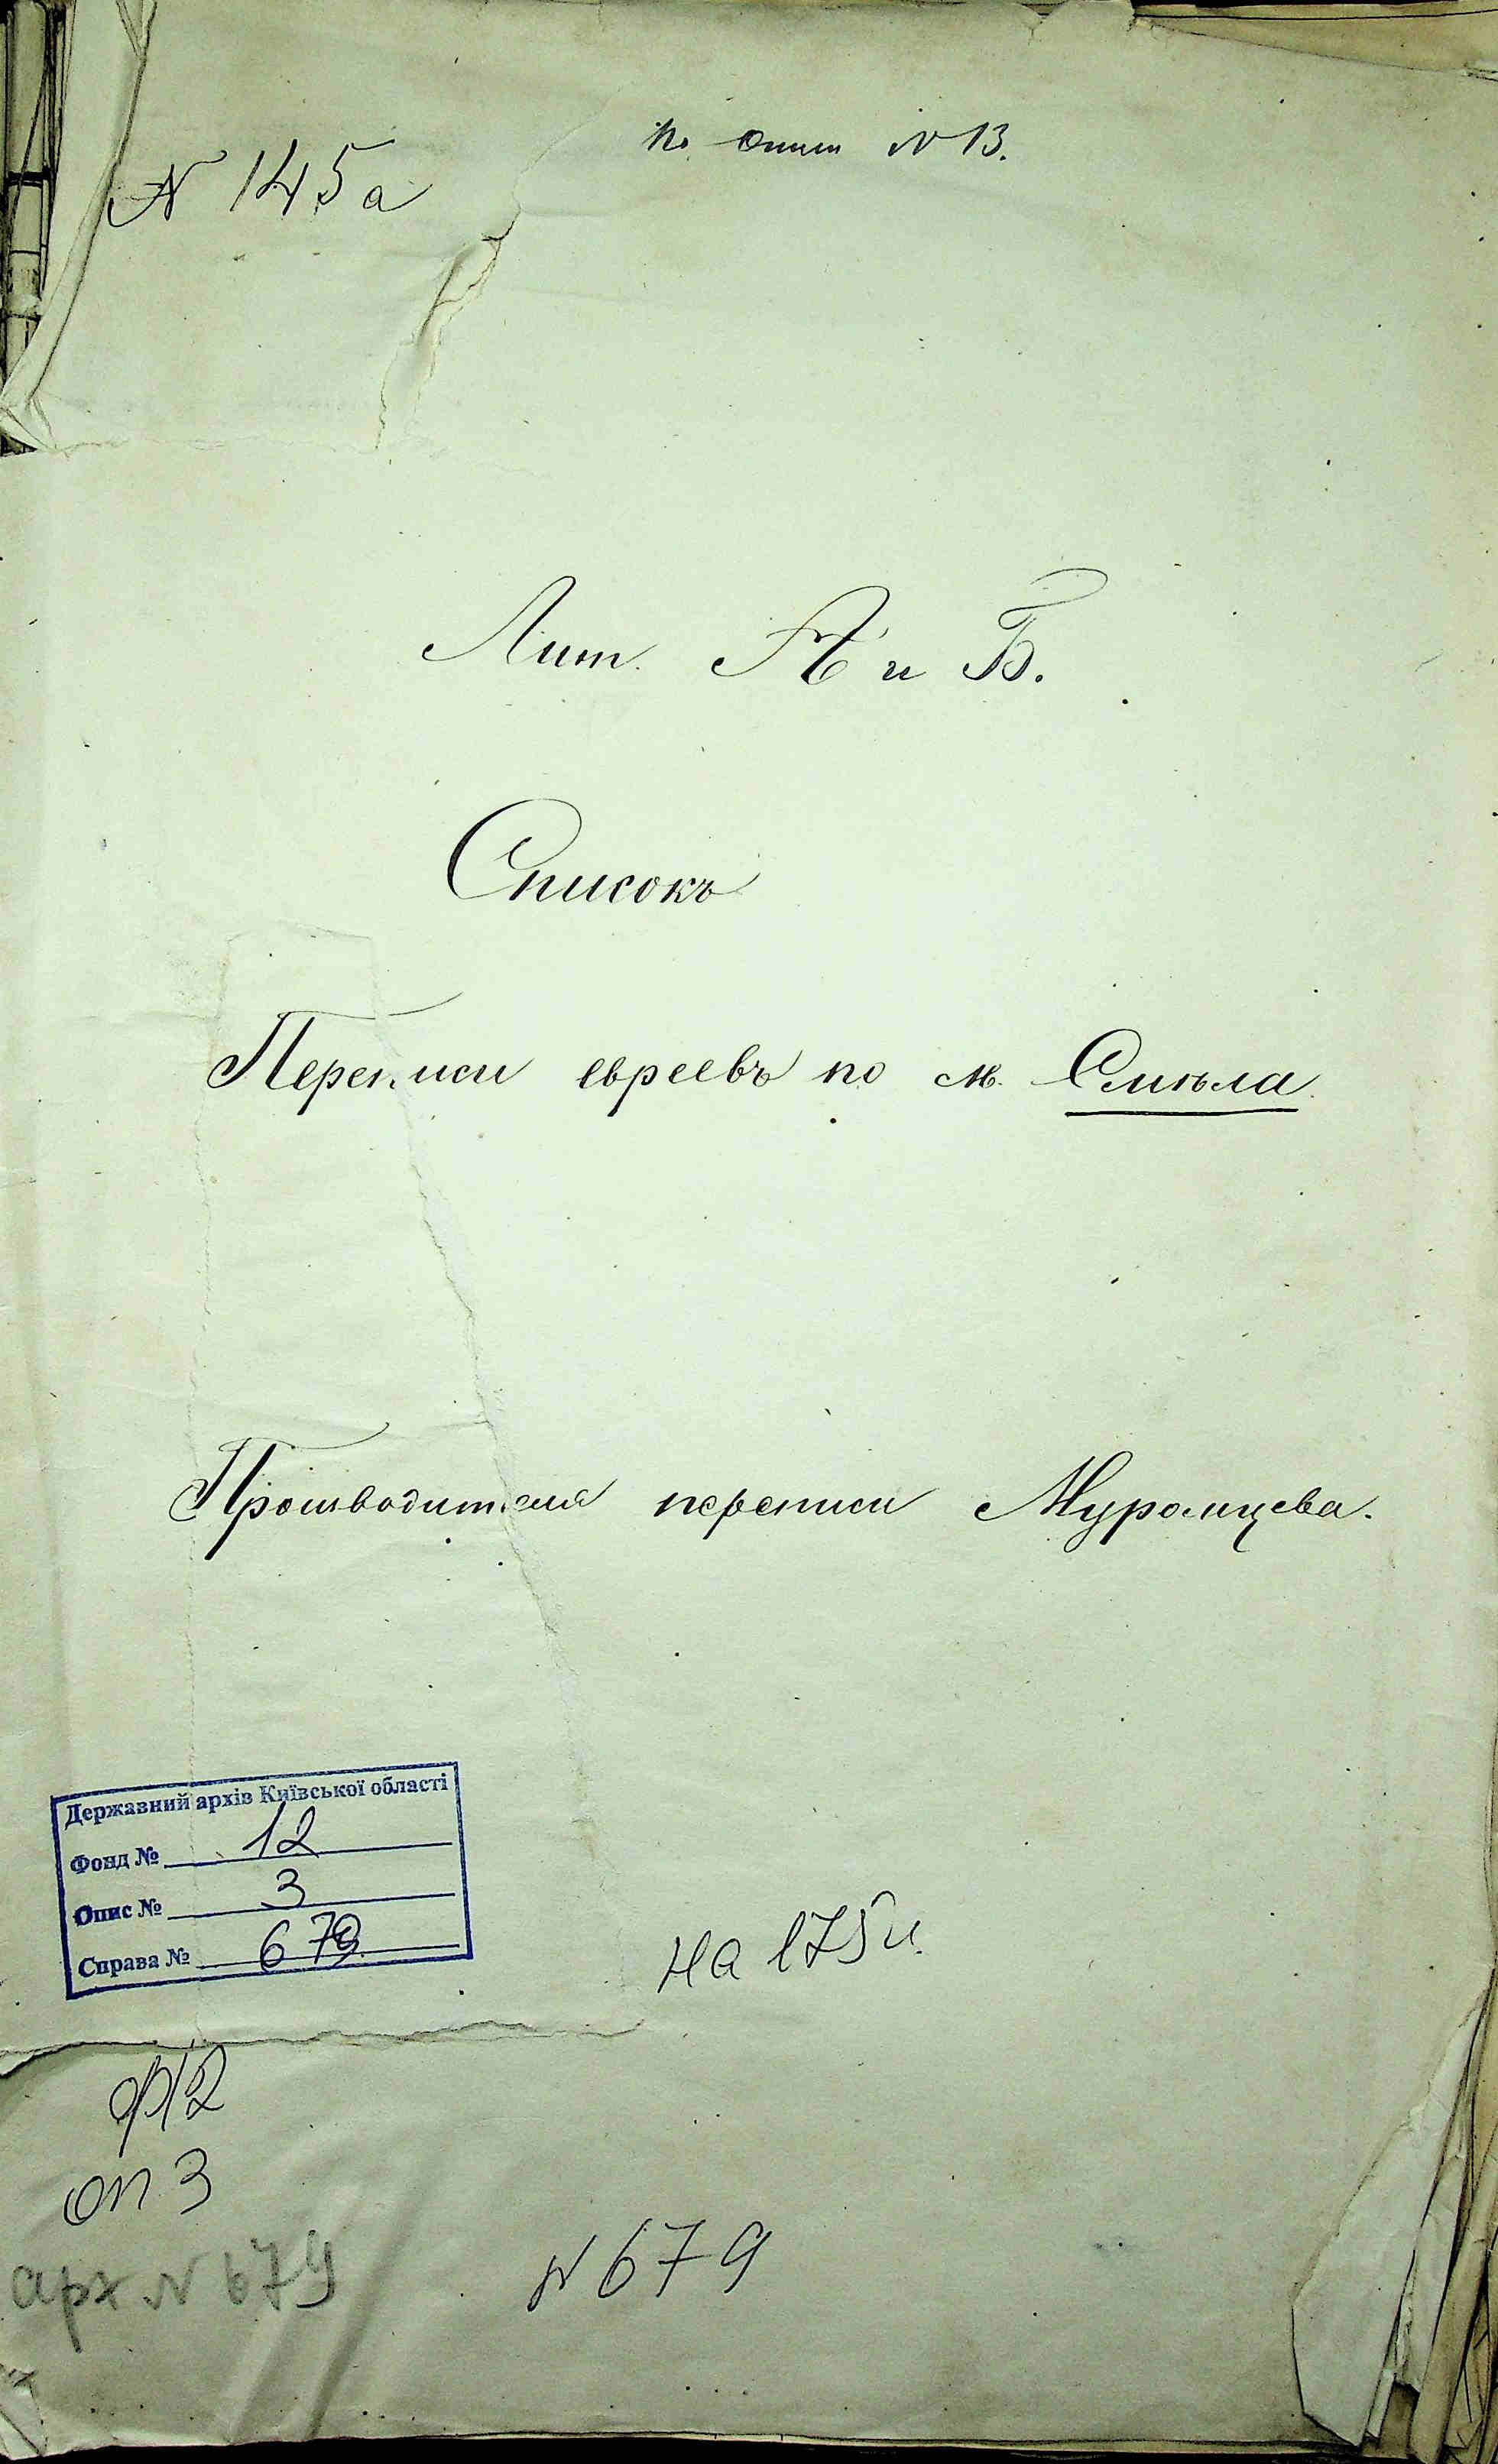 По описи № 13.
№ 145а
Лит. А и Б.
Списокъ
Переписи евреевъ по м. Смѣла
Производителя переписи Муромцева.
Державний архів Київської області
Фонд № 12
Опис № 3
Справа № 679
На 175 л.
ф12
оп 3
арх № 679
№ 679